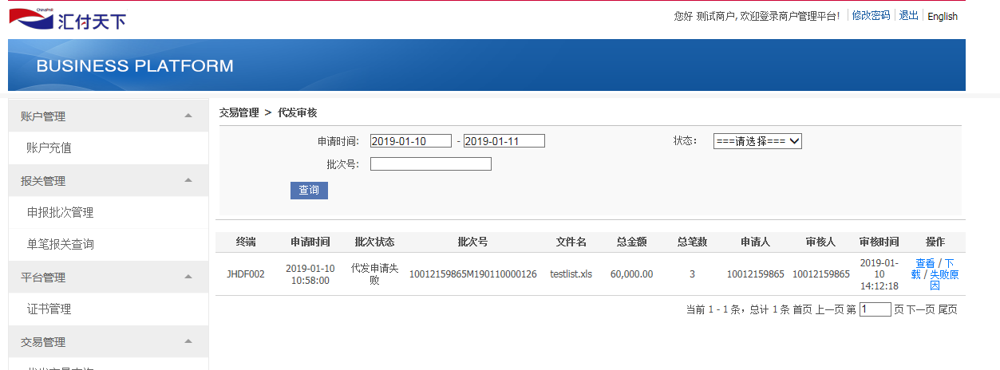 ChinaPnR
汇付天下
您好 测试商户, 欢迎登录商户管理平台! 修改密码 退出 English
BUSINESS PLATFORM
账户管理
账户充值
报关管理
申报批次管理
单笔报关查询
平台管理
证书管理
交易管理
交易管理 > 代发审核
申请时间: 2019-01-10 - 2019-01-11 状态: ===请选择===
批次号:
查询
终端 申请时间 批次状态 批次号 文件名 总金额 总笔数 申请人 审核人 审核时间 操作
JHDF002 2019-01-10 10:58:00 代发申请失败 10012159865M190110000126 testlist.xls 60,000.00 3 10012159865 10012159865 2019-01-10 14:12:18 查看 / 下载 / 失败原因
当前 1 - 1 条, 总计 1 条 首页 上一页 第 1 页 下一页 尾页